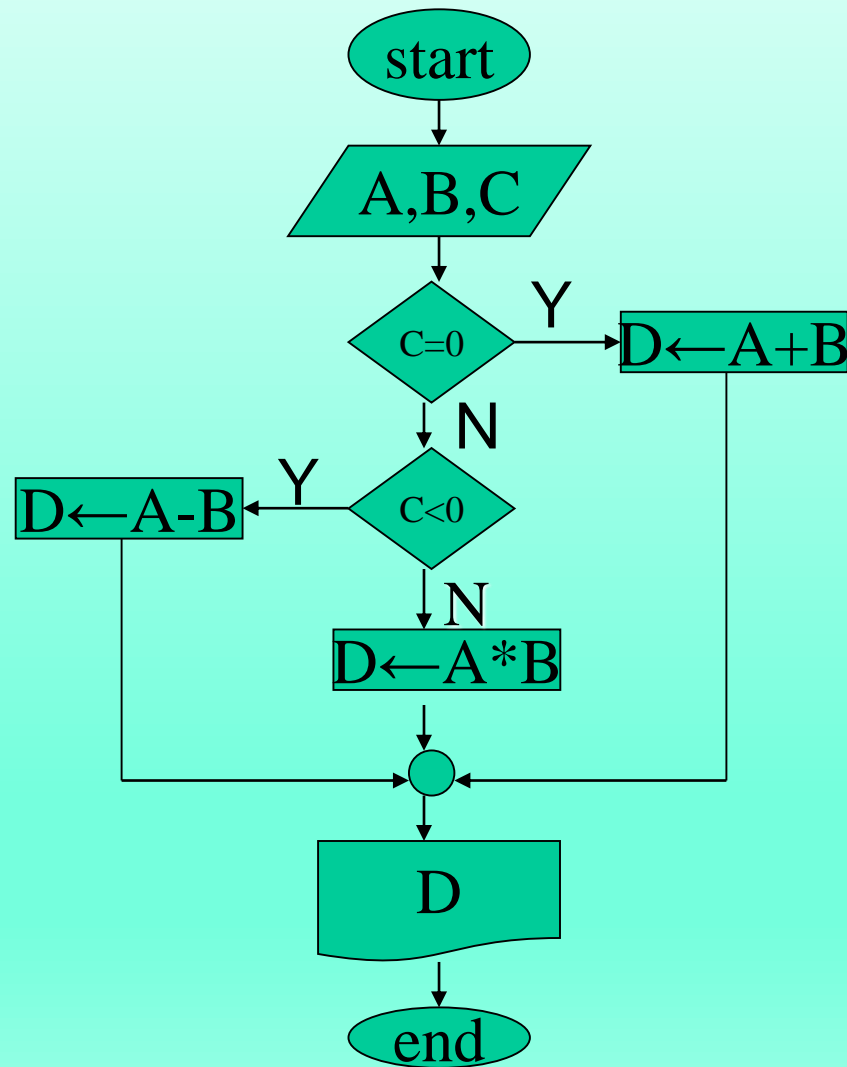 start
A,B,C
C=0
Y
D←A+B
N
C<0
Y
D←A-B
N
D←A*B
D
end